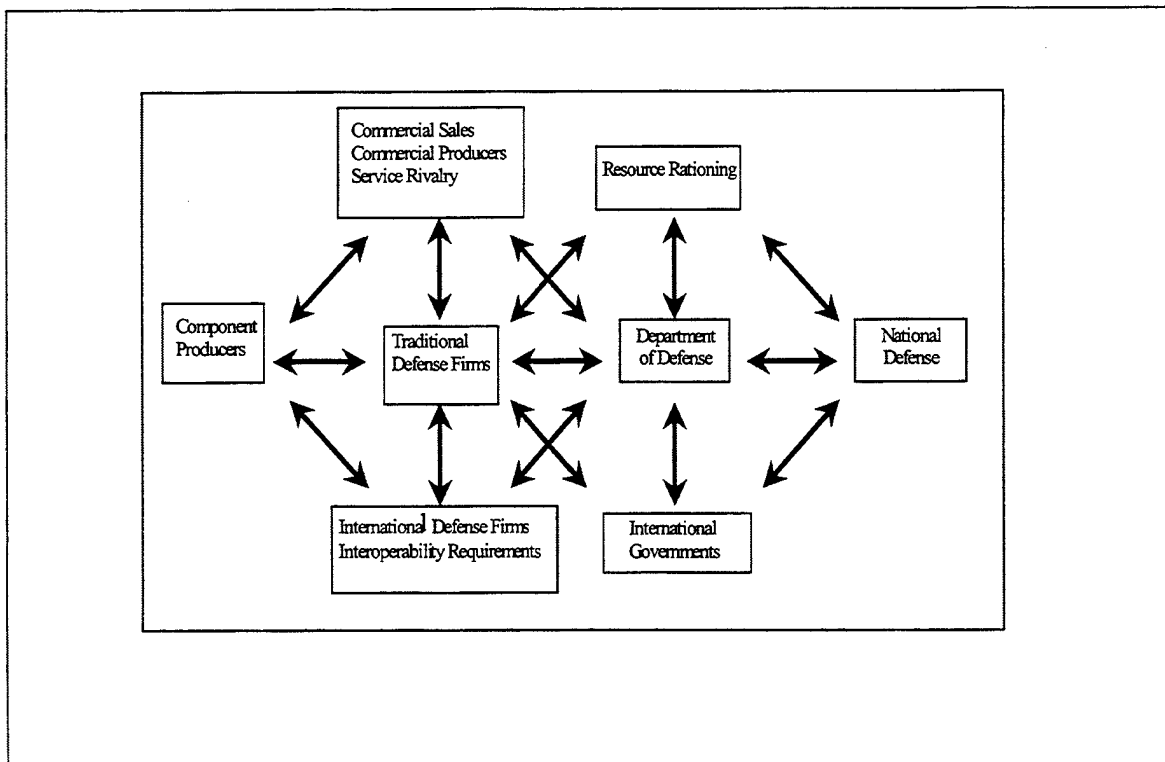 Commercial Sales
Commercial Producers
Service Rivalry
Resource Rationing
Component
Producers
Traditional
Defense Firms
Department
of Defense
National
Defense
International Defense Firms
Interoperability Requirements
International
Governments